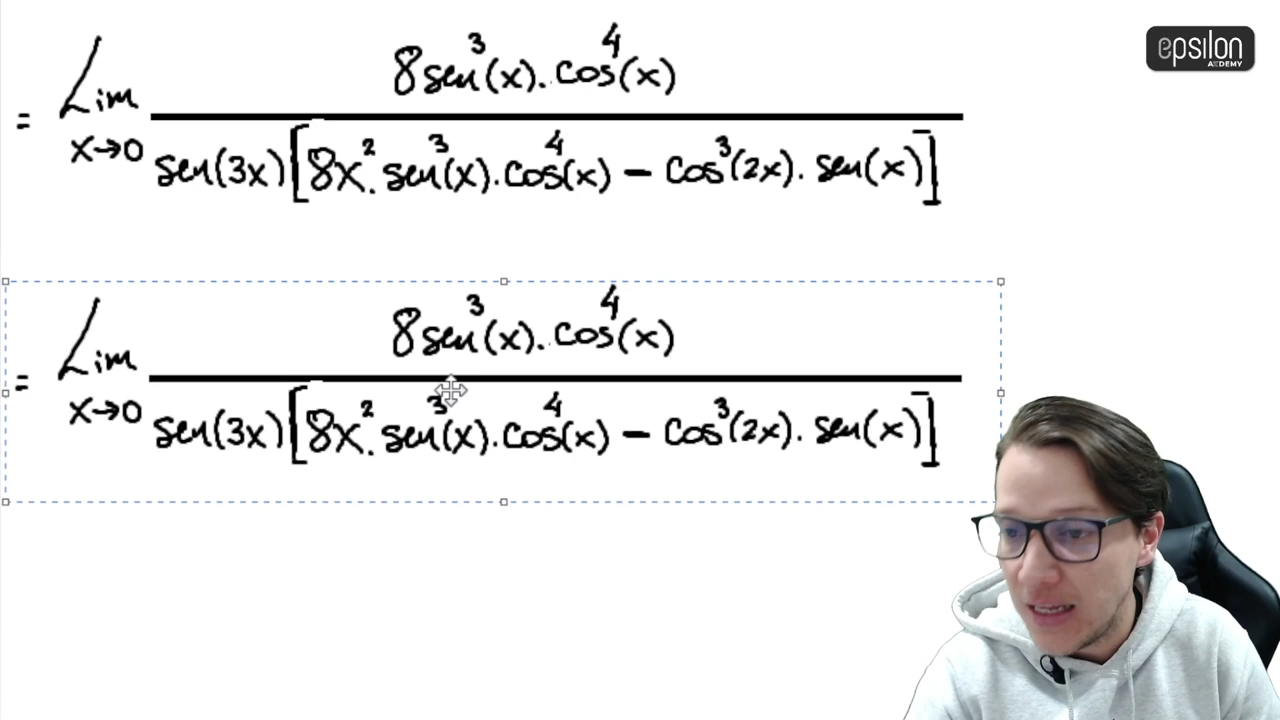 epsilon
ACADEMY
8sen³(x).cos⁴(x)
= Lim
x→0
sen(3x)[8x².sen³(x).cos⁴(x) – cos³(2x).sen(x)]
8sen³(x).cos⁴(x)
= Lim
x→0
sen(3x)[8x².sen³(x).cos⁴(x) – cos³(2x).sen(x)]